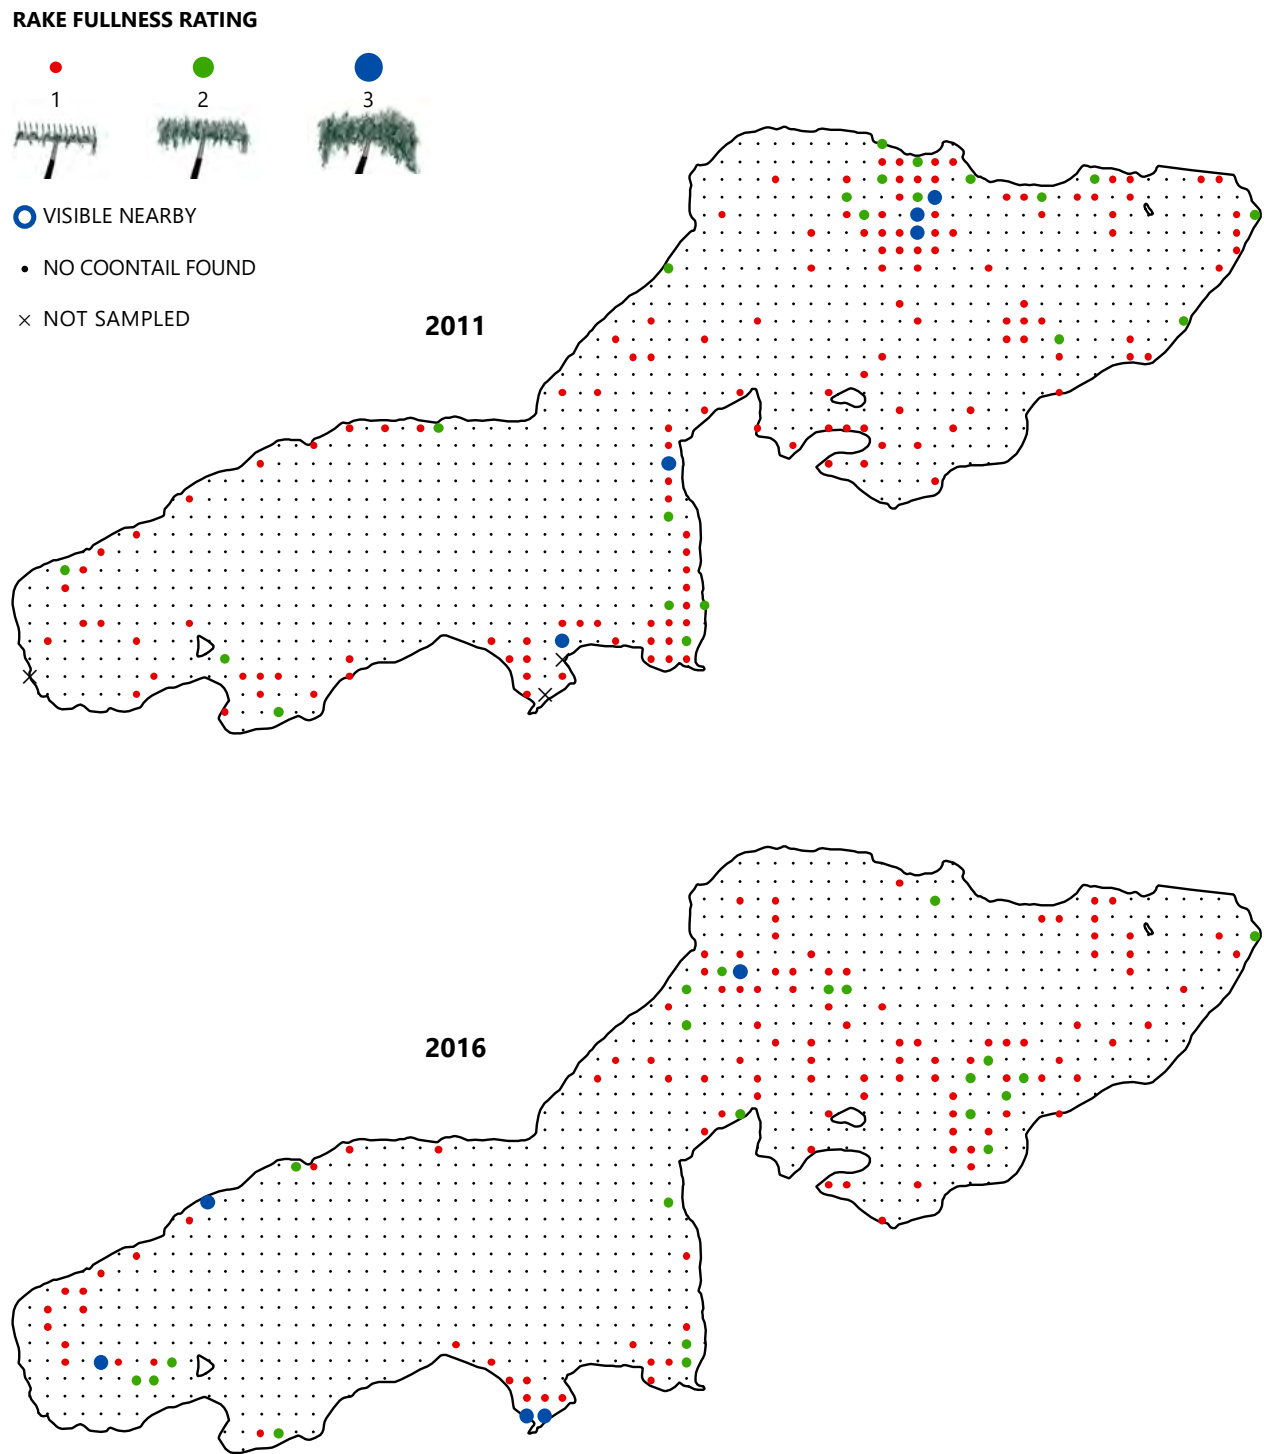 RAKE FULLNESS RATING
1 2 3
VISIBLE NEARBY
NO COONTAIL FOUND
NOT SAMPLED
2011
2016